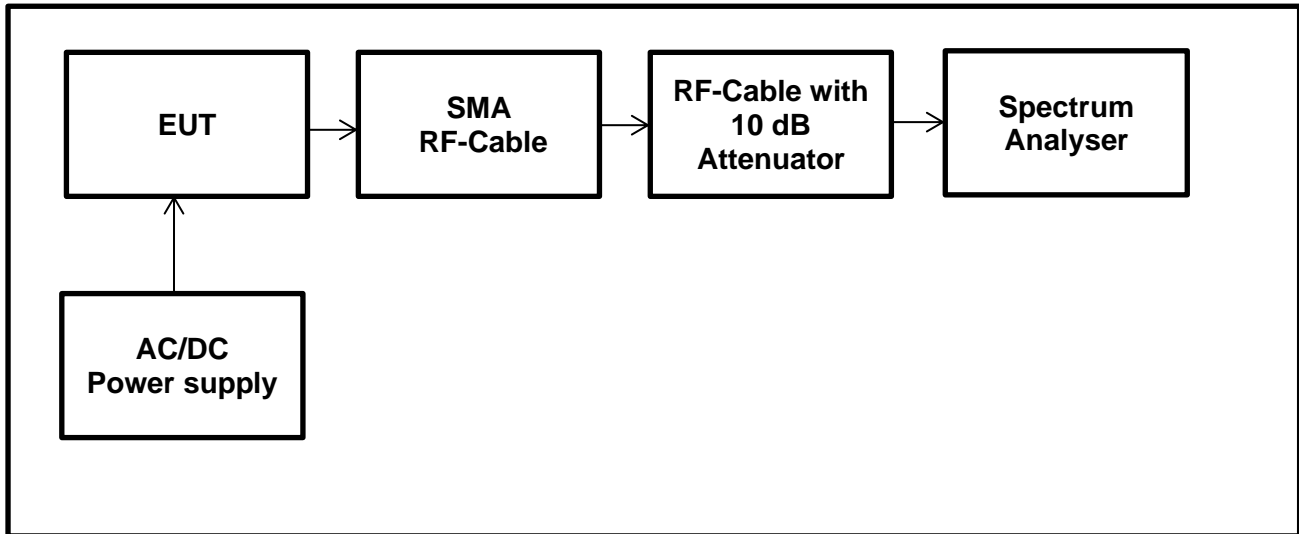 EUT
SMA
RF-Cable
RF-Cable with
10 dB
Attenuator
Spectrum
Analyser
AC/DC
Power supply